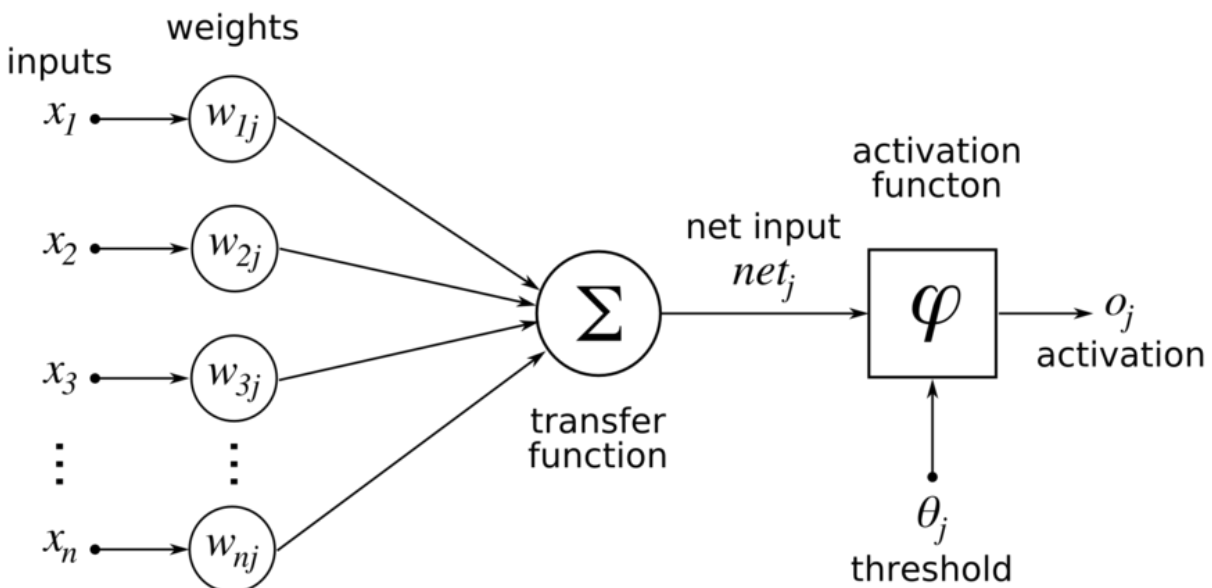 weights
inputs
x₁
w₁ⱼ
activation
functon
x₂
w₂ⱼ
net input
netⱼ
Σ
φ
oⱼ
activation
x₃
w₃ⱼ
transfer
function
⋮ ⋮
θⱼ
threshold
xₙ
wₙⱼ